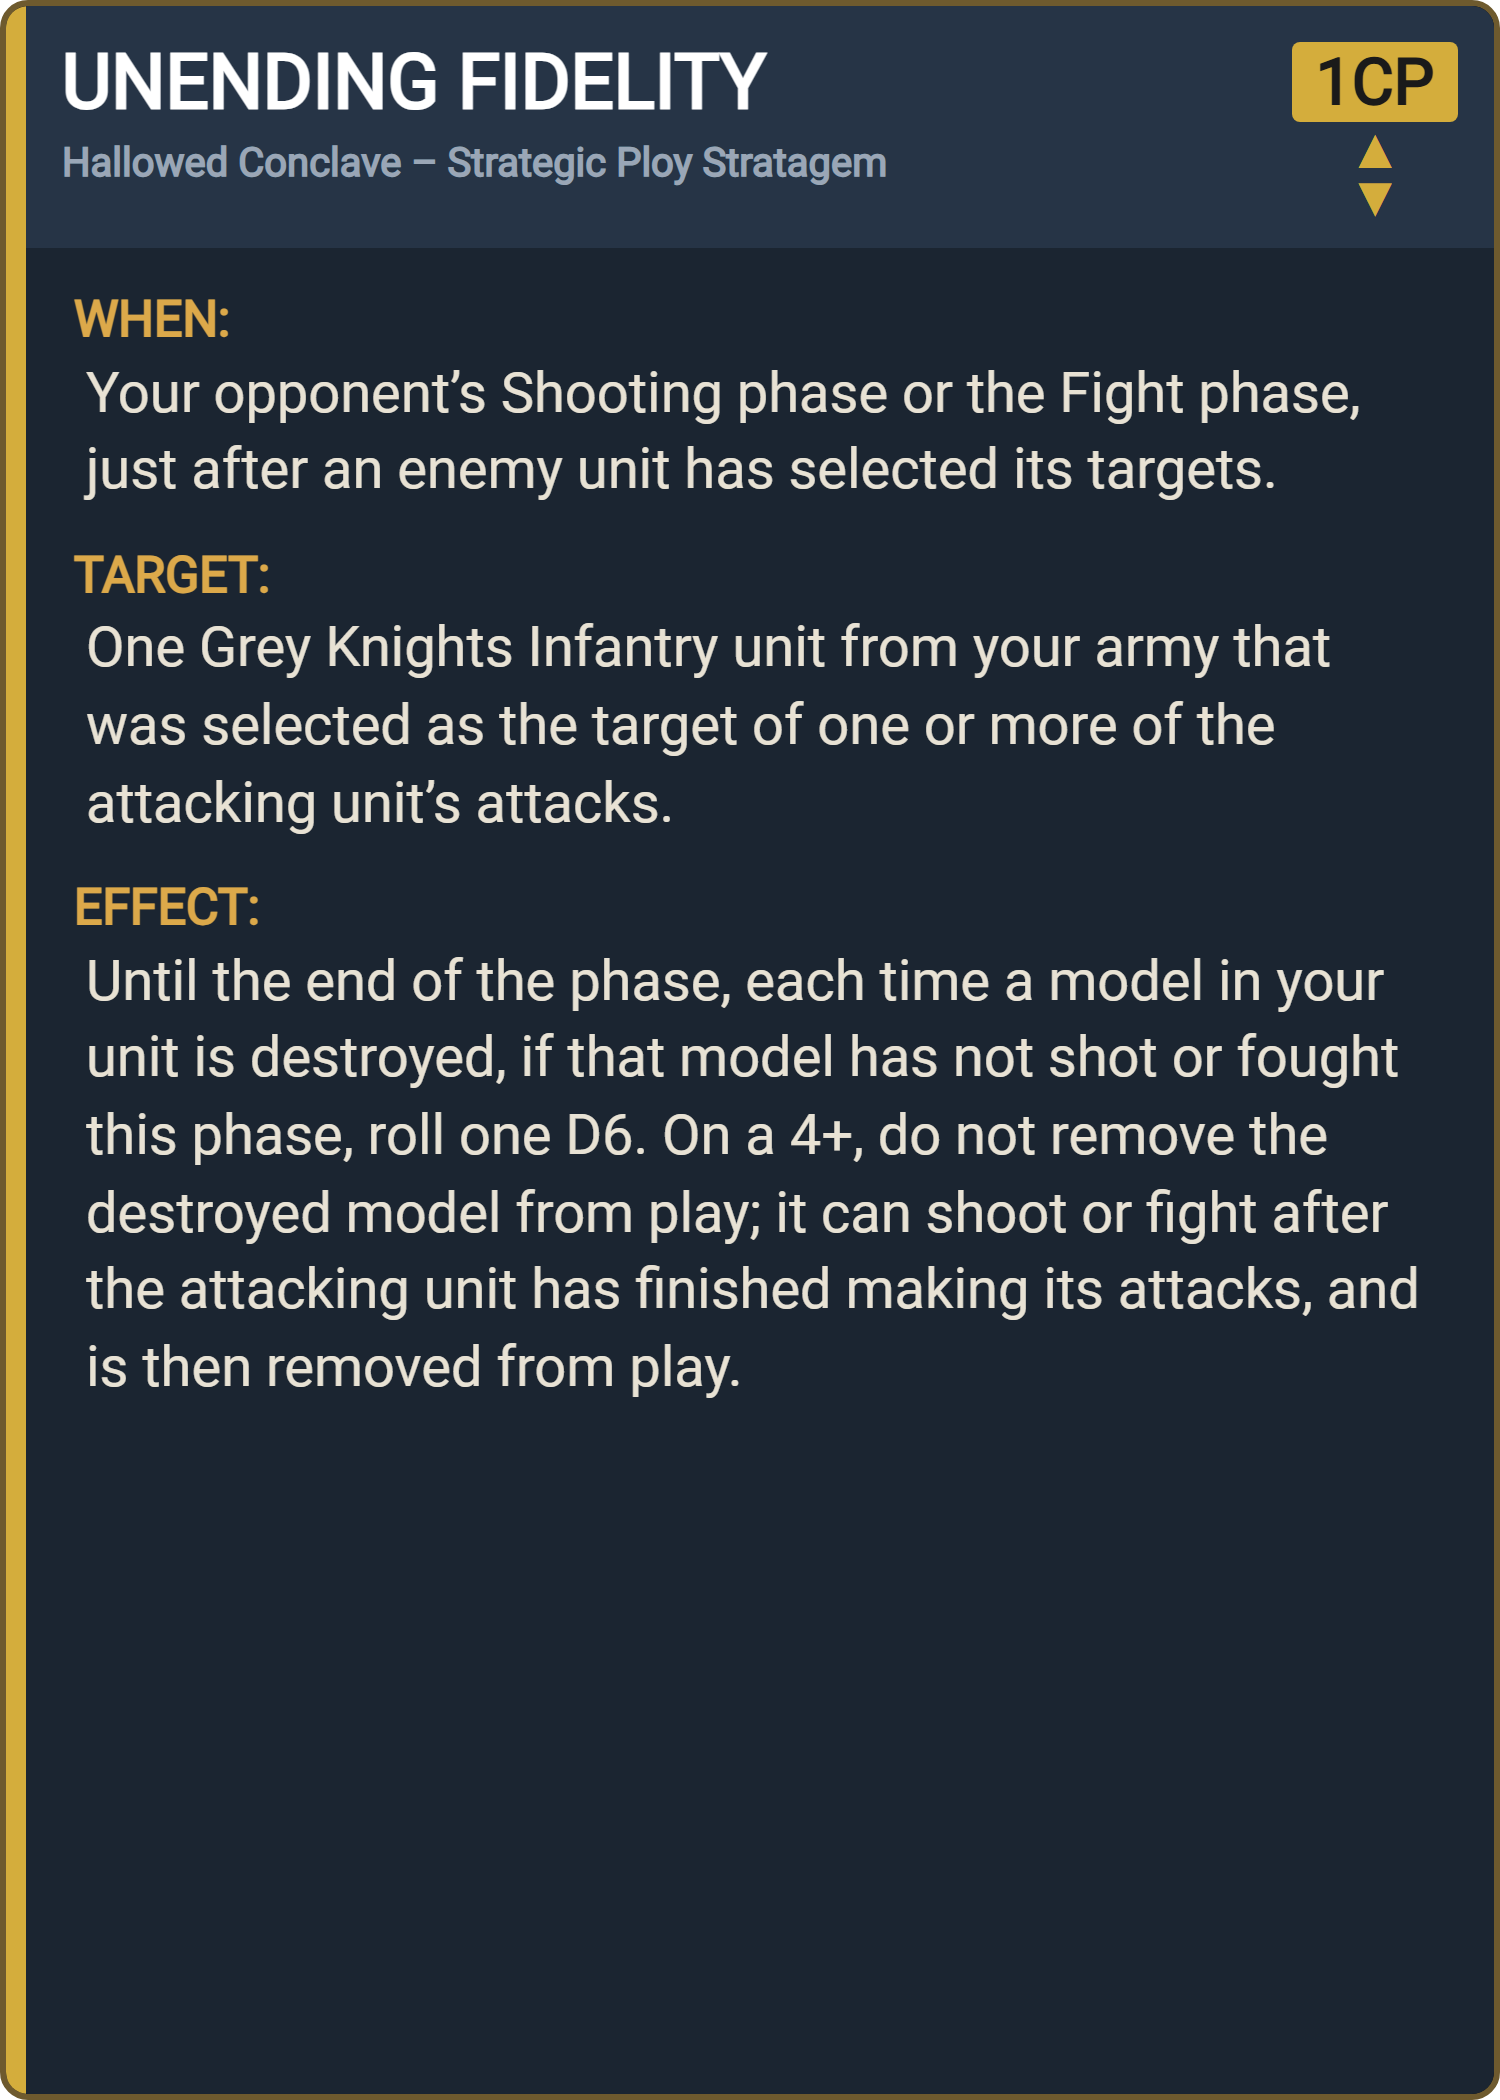 UNENDING FIDELITY
Hallowed Conclave – Strategic Ploy Stratagem
1CP
▲
▼
WHEN:
Your opponent’s Shooting phase or the Fight phase,
just after an enemy unit has selected its targets.
TARGET:
One Grey Knights Infantry unit from your army that
was selected as the target of one or more of the
attacking unit’s attacks.
EFFECT:
Until the end of the phase, each time a model in your
unit is destroyed, if that model has not shot or fought
this phase, roll one D6. On a 4+, do not remove the
destroyed model from play; it can shoot or fight after
the attacking unit has finished making its attacks, and
is then removed from play.